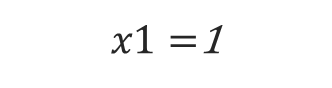 x1 = 1